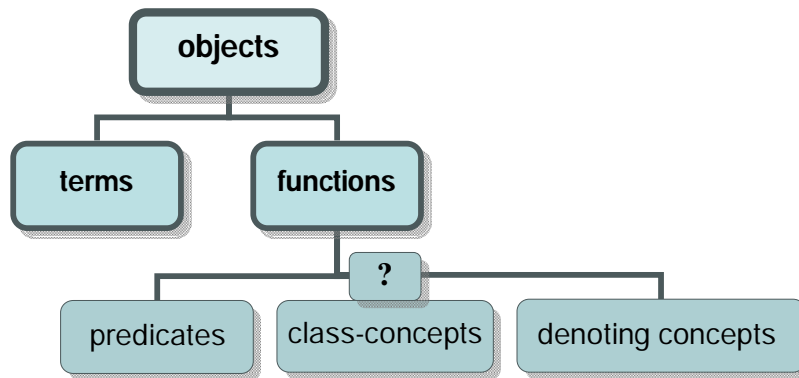 objects
terms
functions
?
predicates
class-concepts
denoting concepts